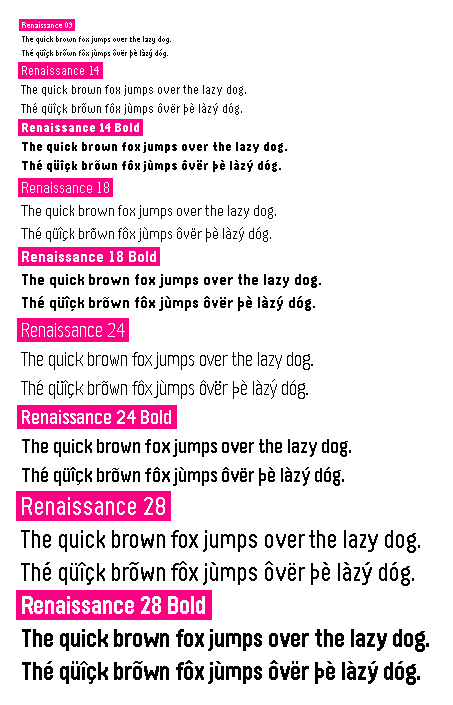 Renaissance 09
The quick brown fox jumps over the lazy dog.
Thé qüîçk brõwn fôx jùmps ôvër þè làzý dóg.
Renaissance 14
The quick brown fox jumps over the lazy dog.
Thé qüîçk brõwn fôx jùmps ôvër þè làzý dóg.
Renaissance 14 Bold
The quick brown fox jumps over the lazy dog.
Thé qüîçk brõwn fôx jùmps ôvër þè làzý dóg.
Renaissance 18
The quick brown fox jumps over the lazy dog.
Thé qüîçk brõwn fôx jùmps ôvër þè làzý dóg.
Renaissance 18 Bold
The quick brown fox jumps over the lazy dog.
Thé qüîçk brõwn fôx jùmps ôvër þè làzý dóg.
Renaissance 24
The quick brown fox jumps over the lazy dog.
Thé qüîçk brõwn fôx jùmps ôvër þè làzý dóg.
Renaissance 24 Bold
The quick brown fox jumps over the lazy dog.
Thé qüîçk brõwn fôx jùmps ôvër þè làzý dóg.
Renaissance 28
The quick brown fox jumps over the lazy dog.
Thé qüîçk brõwn fôx jùmps ôvër þè làzý dóg.
Renaissance 28 Bold
The quick brown fox jumps over the lazy dog.
Thé qüîçk brõwn fôx jùmps ôvër þè làzý dóg.